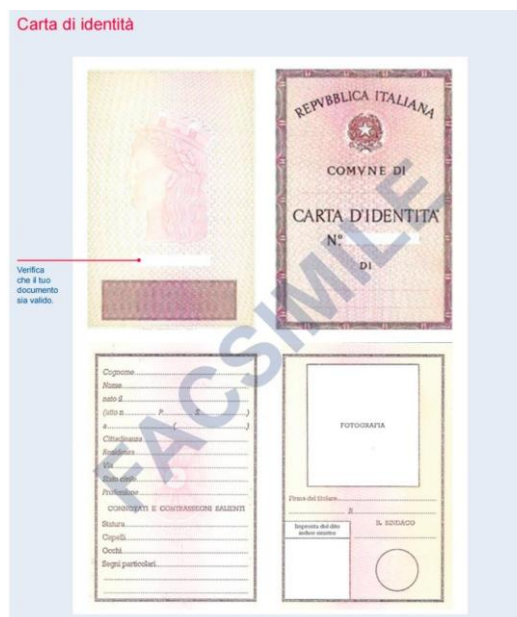 Carta di identità
REPVBBLICA ITALIANA
COMVNE DI
CARTA D'IDENTITA
N°
DI
Verifica
che il tuo
documento
sia valido.
FACSIMILE
Cognome
Nome
nato il
(atto n. P. S. )
a ( )
Cittadinanza
Residenza
Via
Stato civile
Professione
CONNOTATI E CONTRASSEGNI SALIENTI
Statura
Capelli
Occhi
Segni particolari
FOTOGRAFIA
Firma del titolare
li
Impronta del dito
indice sinistro
IL SINDACO